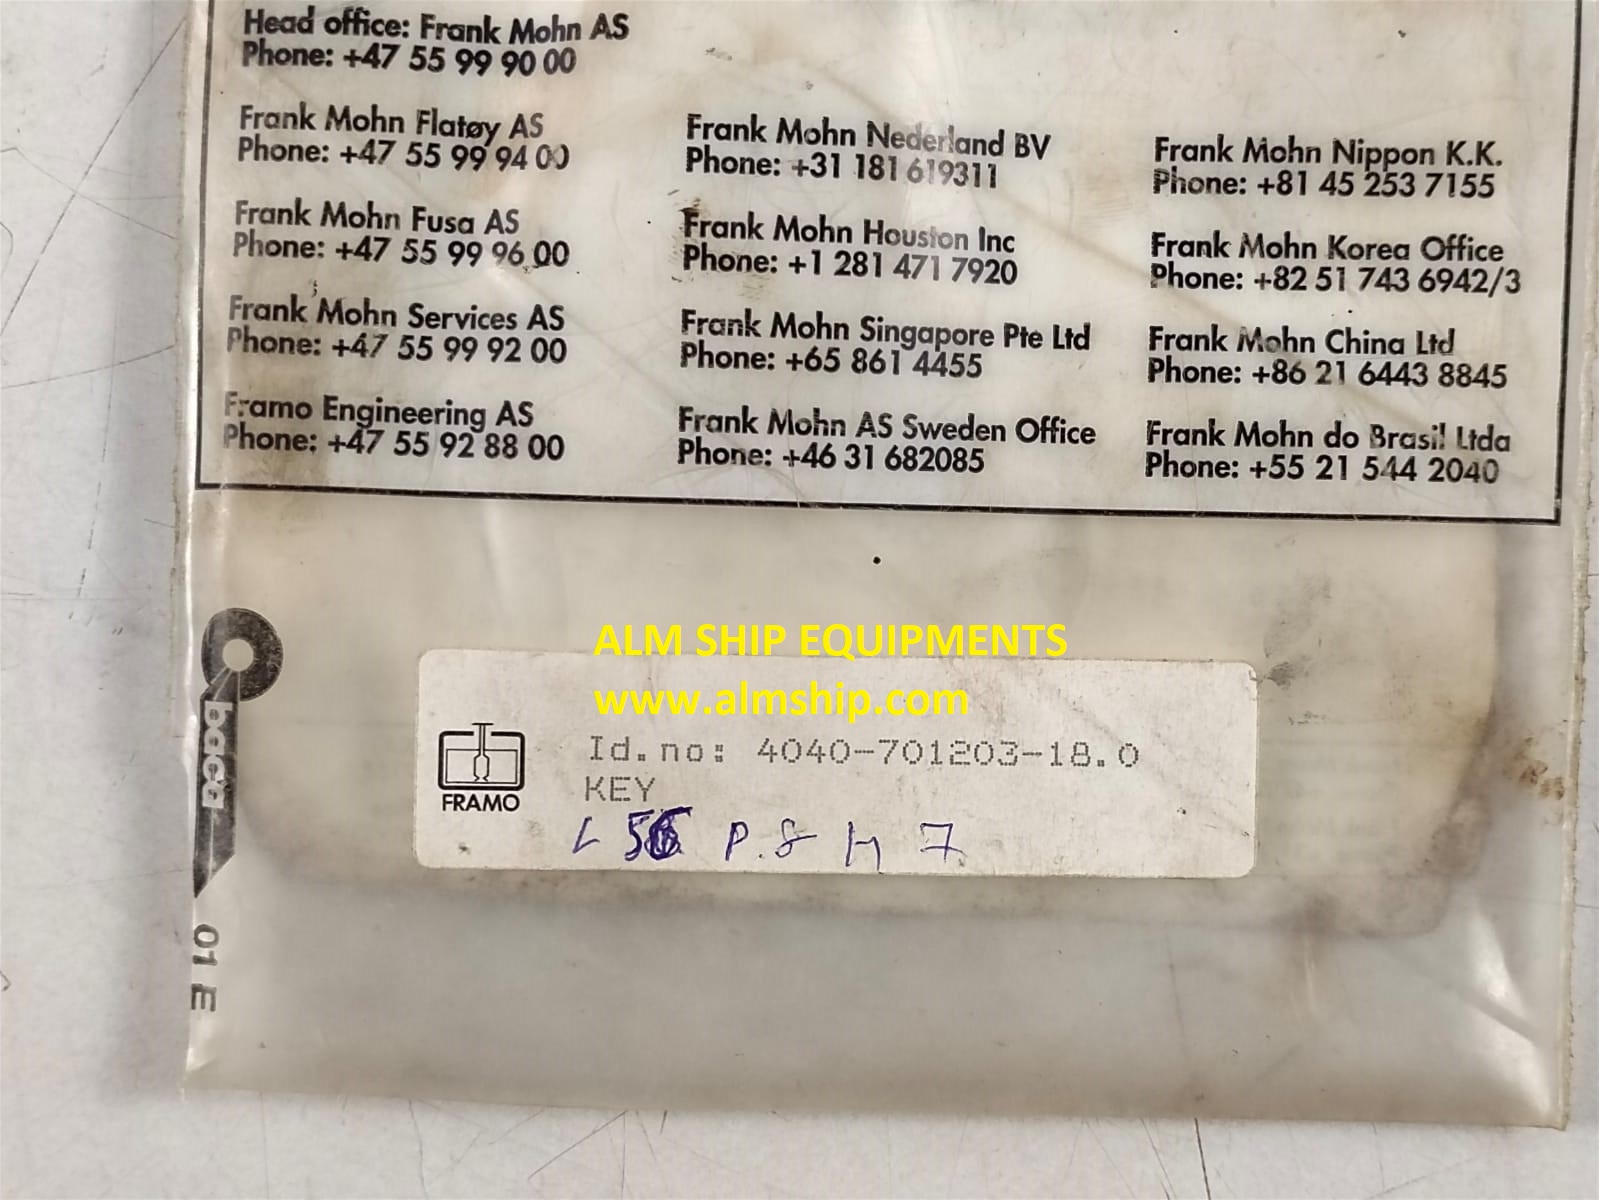 Head office: Frank Mohn AS
Phone: +47 55 99 90 00
Frank Mohn Flatøy AS
Phone: +47 55 99 94 00
Frank Mohn Fusa AS
Phone: +47 55 99 96 00
Frank Mohn Services AS
Phone: +47 55 99 92 00
Framo Engineering AS
Phone: +47 55 92 88 00
Frank Mohn Nederland BV
Phone: +31 181 619311
Frank Mohn Houston Inc
Phone: +1 281 471 7920
Frank Mohn Singapore Pte Ltd
Phone: +65 861 4455
Frank Mohn AS Sweden Office
Phone: +46 31 682085
Frank Mohn Nippon K.K.
Phone: +81 45 253 7155
Frank Mohn Korea Office
Phone: +82 51 743 6942/3
Frank Mohn China Ltd
Phone: +86 21 6443 8845
Frank Mohn do Brasil Ltda
Phone: +55 21 544 2040
ALM SHIP EQUIPMENTS
www.almship.com
Id.no: 4040-701203-18.0
KEY
FRAMO
P.8 H 7
baca
01 E